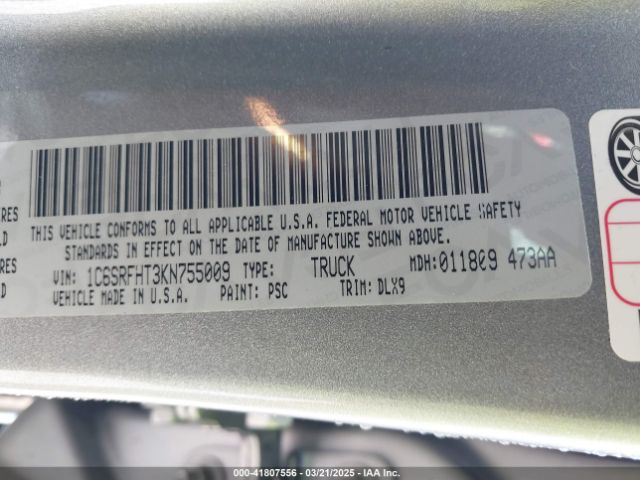 THIS VEHICLE CONFORMS TO ALL APPLICABLE U.S.A. FEDERAL MOTOR VEHICLE SAFETY
STANDARDS IN EFFECT ON THE DATE OF MANUFACTURE SHOWN ABOVE.
VIN: 1C6SRFHT3KN755009 TYPE: TRUCK MDH: 011809 473AA
VEHICLE MADE IN U.S.A. PAINT: PSC TRIM: DLX9
000-41807556 — 03/21/2025 — IAA Inc.